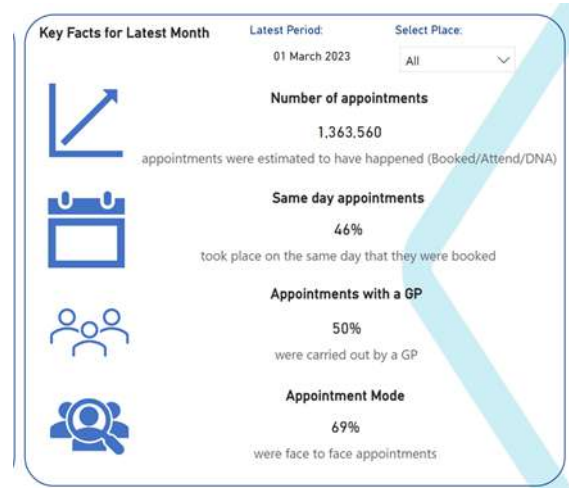 Key Facts for Latest Month
Latest Period:
Select Place:
01 March 2023
All
Number of appointments
1,363,560
appointments were estimated to have happened (Booked/Attend/DNA)
Same day appointments
46%
took place on the same day that they were booked
Appointments with a GP
50%
were carried out by a GP
Appointment Mode
69%
were face to face appointments